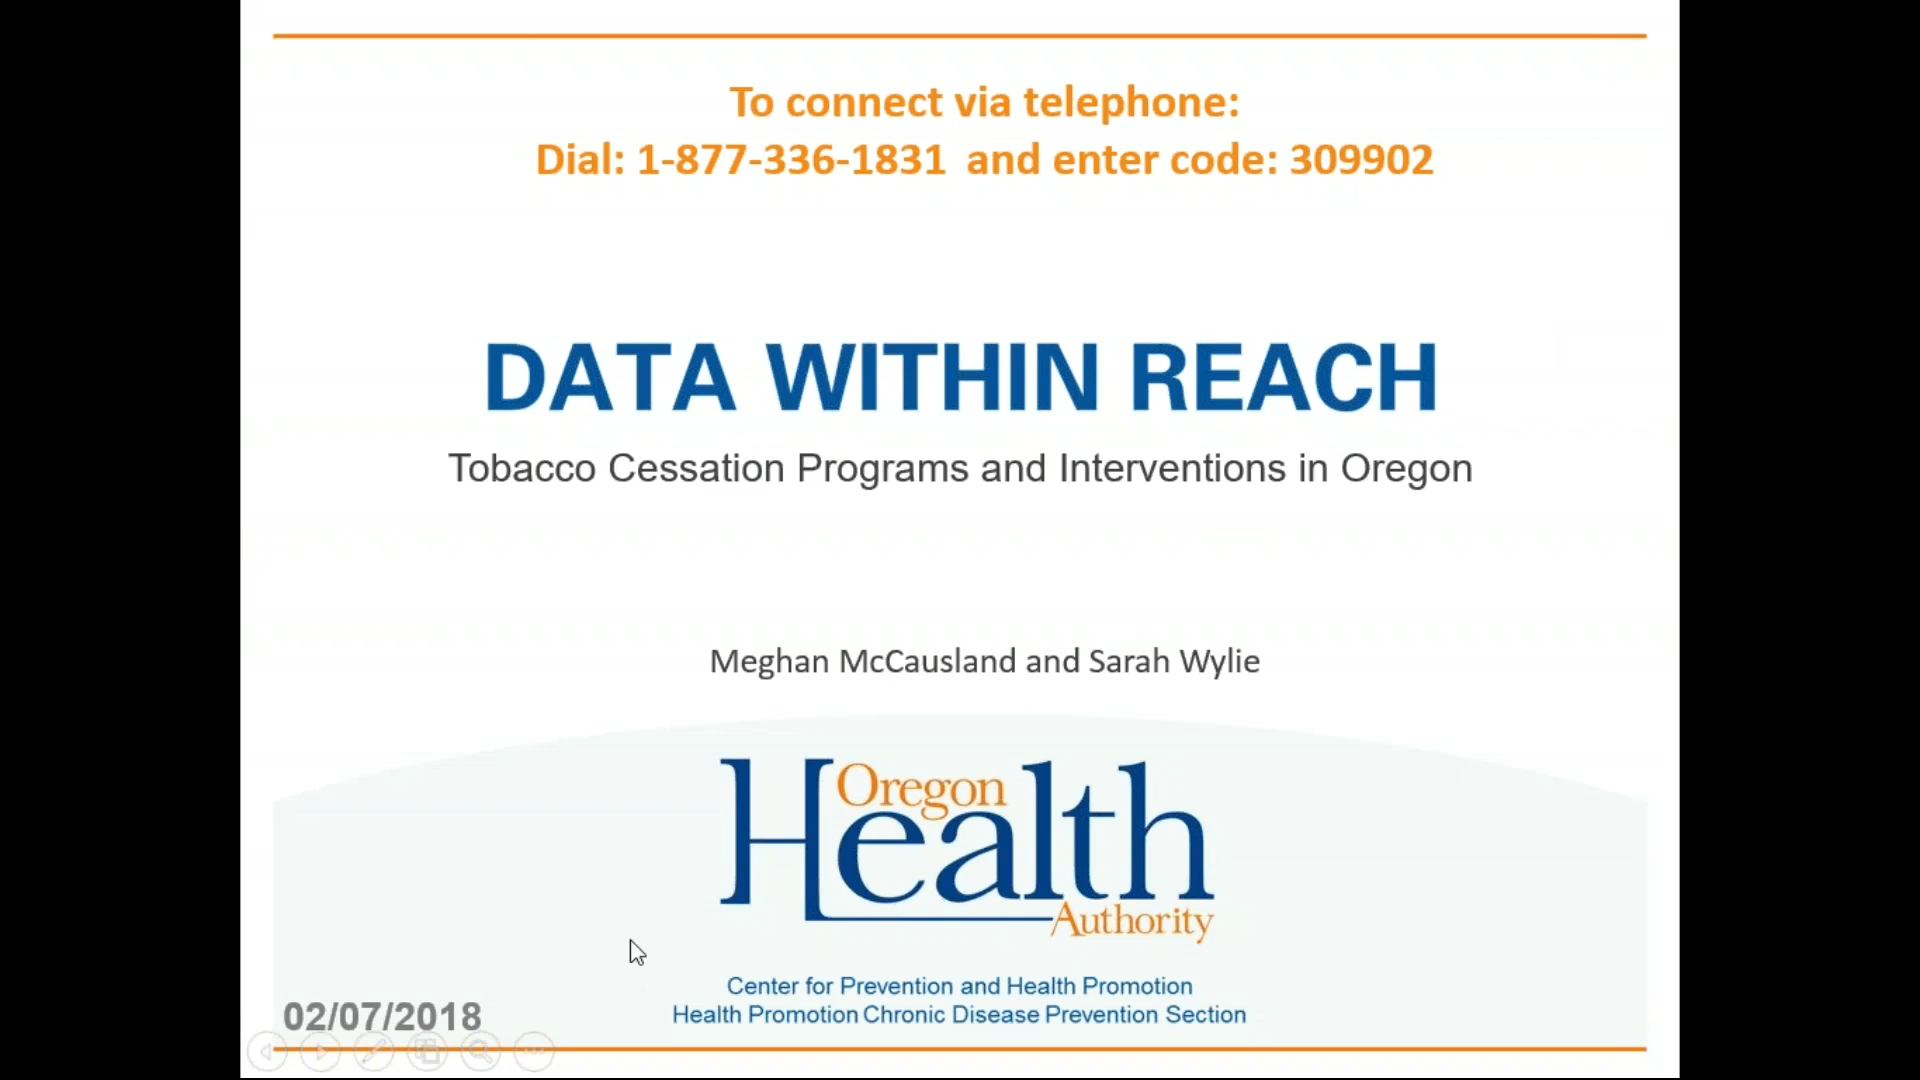 To connect via telephone:
Dial: 1-877-336-1831 and enter code: 309902
DATA WITHIN REACH
Tobacco Cessation Programs and Interventions in Oregon
Meghan McCausland and Sarah Wylie
Oregon
Health
Authority
Center for Prevention and Health Promotion
Health Promotion Chronic Disease Prevention Section
02/07/2018